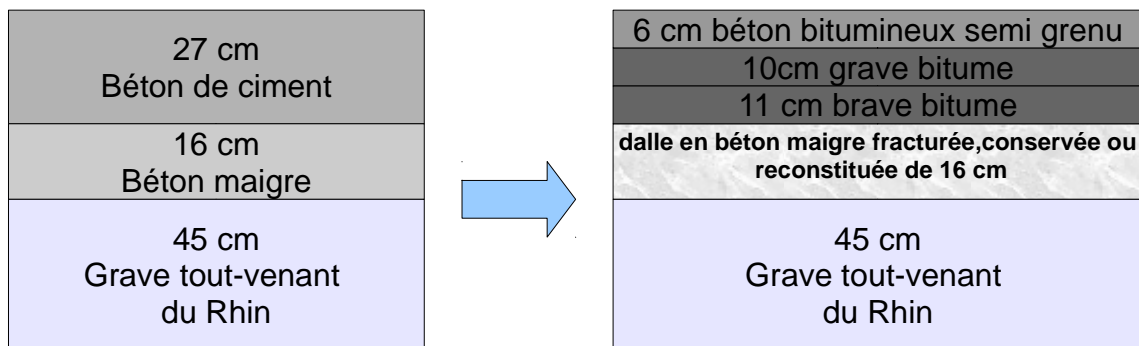 27 cm
Béton de ciment
16 cm
Béton maigre
45 cm
Grave tout-venant
du Rhin
6 cm béton bitumineux semi grenu
10cm grave bitume
11 cm brave bitume
dalle en béton maigre fracturée,conservée ou
reconstituée de 16 cm
45 cm
Grave tout-venant
du Rhin